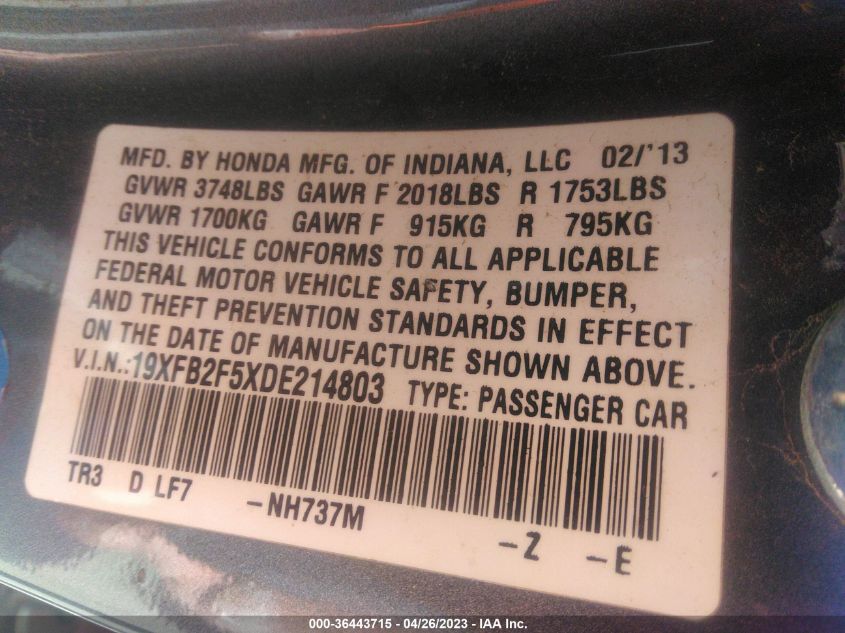 MFD. BY HONDA MFG. OF INDIANA, LLC 02/'13
GVWR 3748LBS GAWR F 2018LBS R 1753LBS
GVWR 1700KG GAWR F 915KG R 795KG
THIS VEHICLE CONFORMS TO ALL APPLICABLE
FEDERAL MOTOR VEHICLE SAFETY, BUMPER,
AND THEFT PREVENTION STANDARDS IN EFFECT
ON THE DATE OF MANUFACTURE SHOWN ABOVE.
V.I.N.:19XFB2F5XDE214803 TYPE: PASSENGER CAR
TR3 D LF7 -NH737M -Z -E
000-36443715 - 04/26/2023 - IAA Inc.